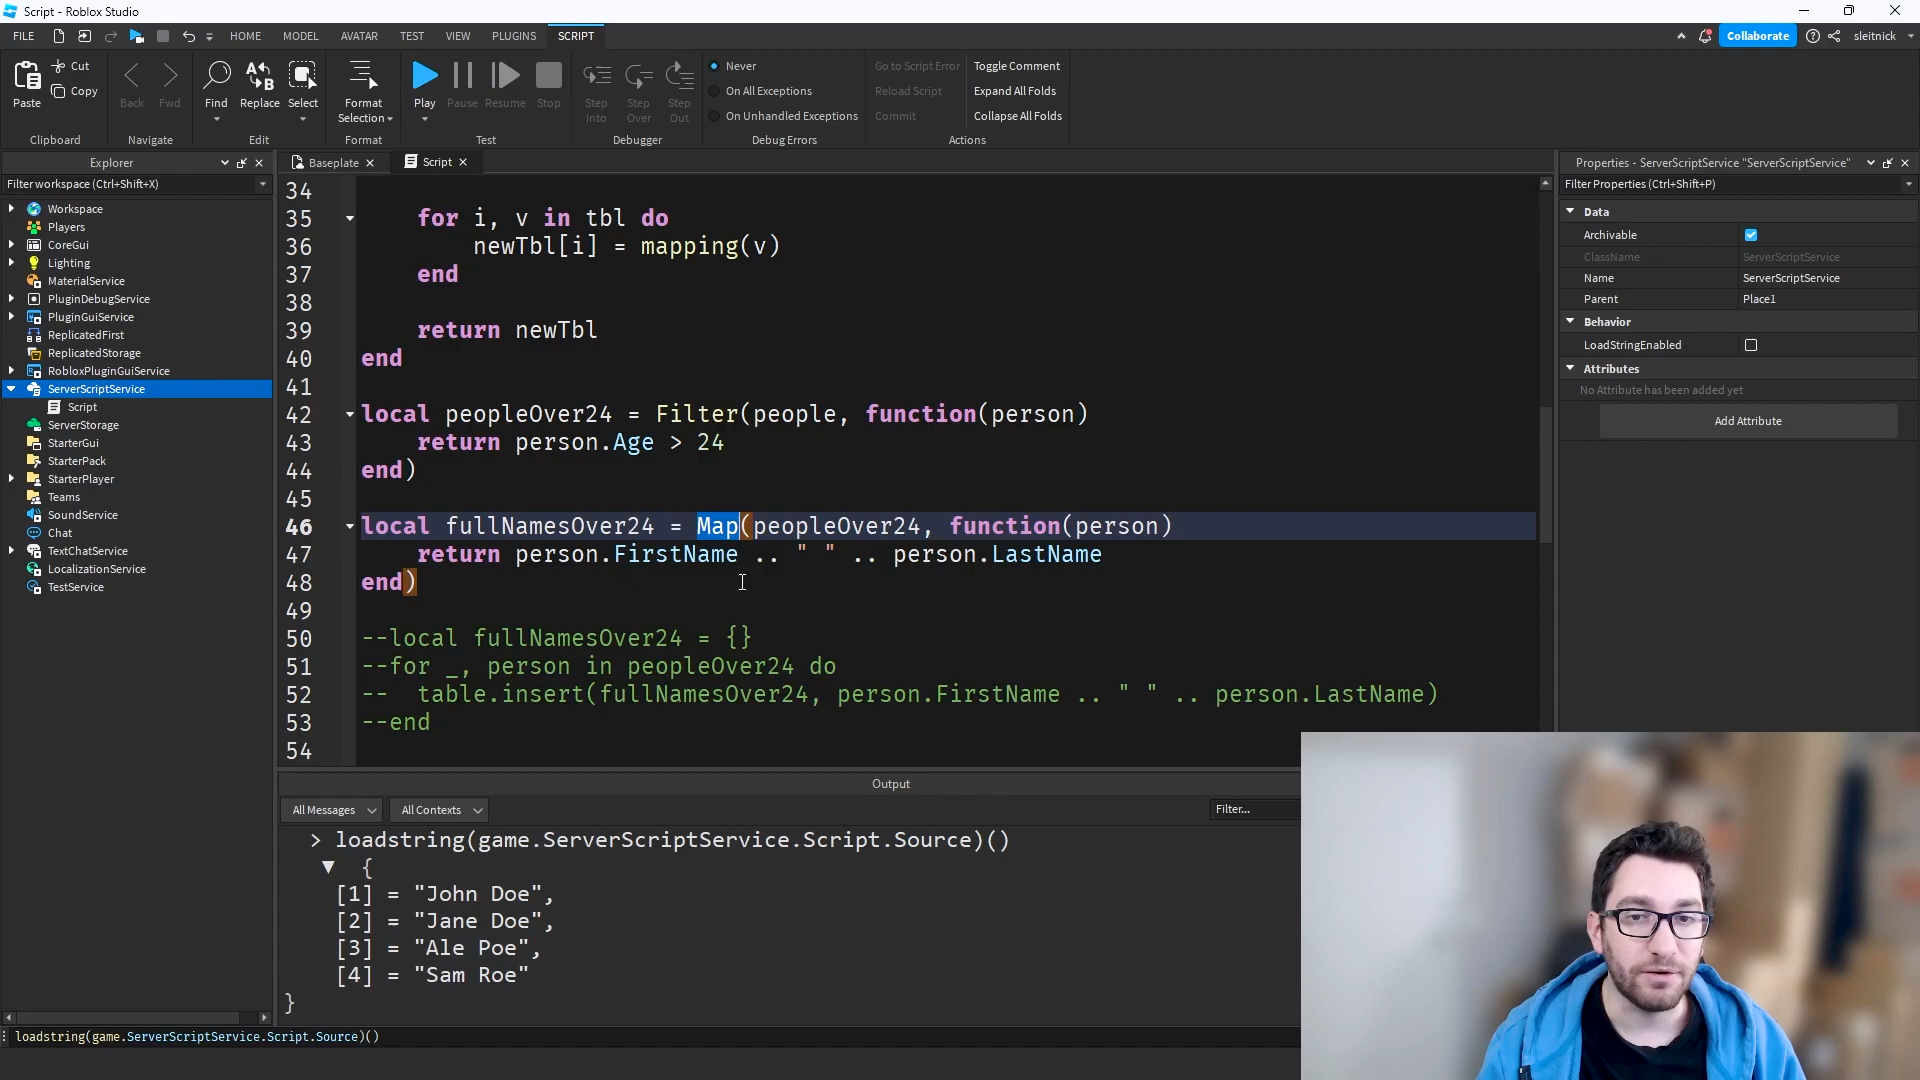 Script - Roblox Studio
FILE HOME MODEL AVATAR TEST VIEW PLUGINS SCRIPT Collaborate sleitnick
Paste Cut Copy Clipboard
Back Fwd Navigate
Find Replace Select Edit
Format Selection Format
Play Pause Resume Stop Test
Step Into Step Over Step Out Debugger
Never
On All Exceptions
On Unhandled Exceptions
Debug Errors
Go to Script Error
Reload Script
Commit
Toggle Comment
Expand All Folds
Collapse All Folds
Actions
Explorer
Filter workspace (Ctrl+Shift+X)
Workspace
Players
CoreGui
Lighting
MaterialService
PluginDebugService
PluginGuiService
ReplicatedFirst
ReplicatedStorage
RobloxPluginGuiService
ServerScriptService
Script
ServerStorage
StarterGui
StarterPack
StarterPlayer
Teams
SoundService
Chat
TextChatService
LocalizationService
TestService
Baseplate Script
34
35 for i, v in tbl do
36 newTbl[i] = mapping(v)
37 end
38
39 return newTbl
40 end
41
42 local peopleOver24 = Filter(people, function(person)
43 return person.Age > 24
44 end)
45
46 local fullNamesOver24 = Map(peopleOver24, function(person)
47 return person.FirstName .. " " .. person.LastName
48 end)
49
50 --local fullNamesOver24 = {}
51 --for _, person in peopleOver24 do
52 -- table.insert(fullNamesOver24, person.FirstName .. " " .. person.LastName)
53 --end
54
Output
All Messages All Contexts Filter...
> loadstring(game.ServerScriptService.Script.Source)()
▼ {
[1] = "John Doe",
[2] = "Jane Doe",
[3] = "Ale Poe",
[4] = "Sam Roe"
}
loadstring(game.ServerScriptService.Script.Source)()
Properties - ServerScriptService "ServerScriptService"
Filter Properties (Ctrl+Shift+P)
Data
Archivable
ClassName ServerScriptService
Name ServerScriptService
Parent Place1
Behavior
LoadStringEnabled
Attributes
No Attribute has been added yet
Add Attribute